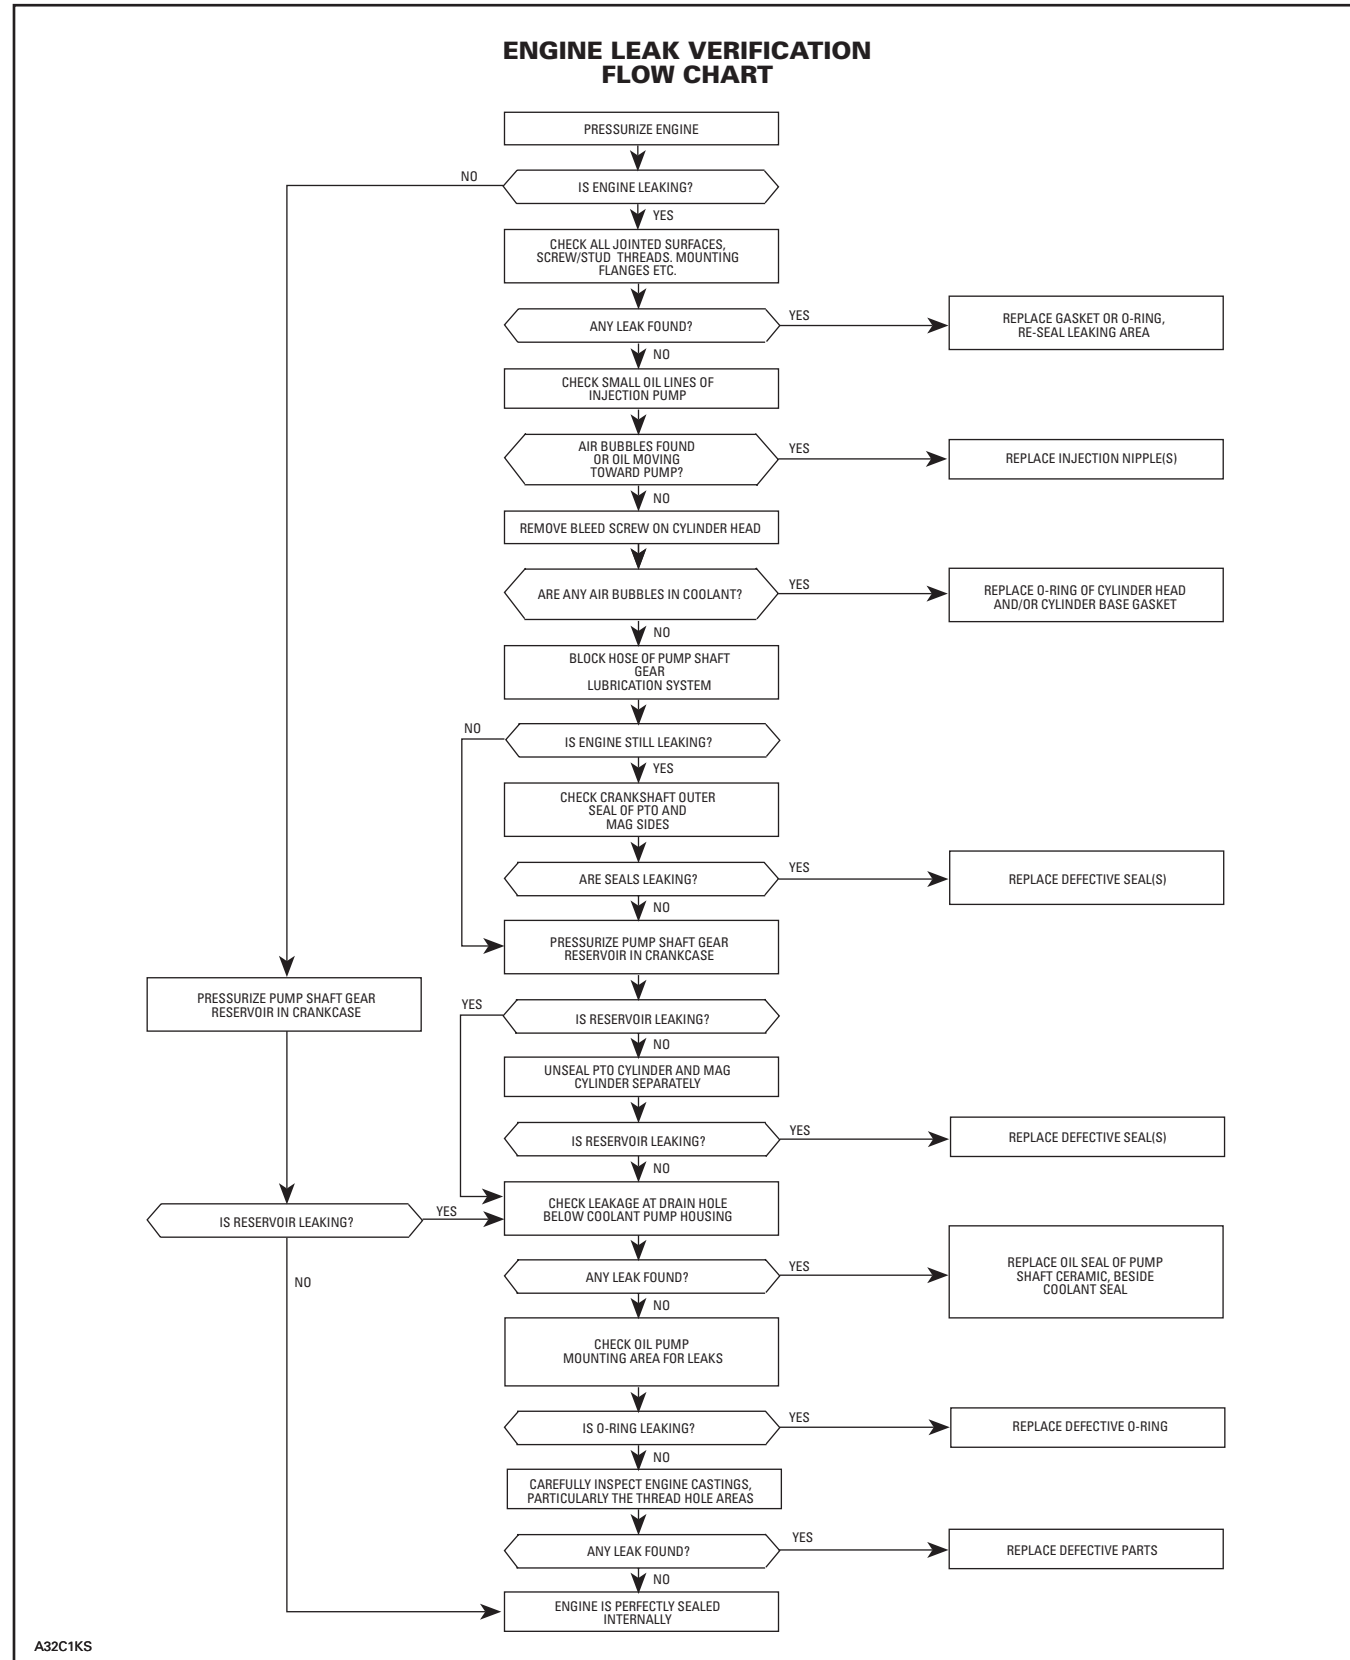 ENGINE LEAK VERIFICATION
FLOW CHART
PRESSURIZE ENGINE
NO
IS ENGINE LEAKING?
YES
CHECK ALL JOINTED SURFACES,
SCREW/STUD THREADS. MOUNTING
FLANGES ETC.
ANY LEAK FOUND?
YES
REPLACE GASKET OR O-RING,
RE-SEAL LEAKING AREA
NO
CHECK SMALL OIL LINES OF
INJECTION PUMP
AIR BUBBLES FOUND
OR OIL MOVING
TOWARD PUMP?
YES
REPLACE INJECTION NIPPLE(S)
NO
REMOVE BLEED SCREW ON CYLINDER HEAD
ARE ANY AIR BUBBLES IN COOLANT?
YES
REPLACE O-RING OF CYLINDER HEAD
AND/OR CYLINDER BASE GASKET
NO
BLOCK HOSE OF PUMP SHAFT
GEAR
LUBRICATION SYSTEM
NO
IS ENGINE STILL LEAKING?
YES
CHECK CRANKSHAFT OUTER
SEAL OF PTO AND
MAG SIDES
ARE SEALS LEAKING?
YES
REPLACE DEFECTIVE SEAL(S)
NO
PRESSURIZE PUMP SHAFT GEAR
RESERVOIR IN CRANKCASE
PRESSURIZE PUMP SHAFT GEAR
RESERVOIR IN CRANKCASE
YES
IS RESERVOIR LEAKING?
NO
UNSEAL PTO CYLINDER AND MAG
CYLINDER SEPARATELY
IS RESERVOIR LEAKING?
YES
REPLACE DEFECTIVE SEAL(S)
NO
CHECK LEAKAGE AT DRAIN HOLE
BELOW COOLANT PUMP HOUSING
IS RESERVOIR LEAKING?
YES
NO
ANY LEAK FOUND?
YES
REPLACE OIL SEAL OF PUMP
SHAFT CERAMIC, BESIDE
COOLANT SEAL
NO
CHECK OIL PUMP
MOUNTING AREA FOR LEAKS
IS O-RING LEAKING?
YES
REPLACE DEFECTIVE O-RING
NO
CAREFULLY INSPECT ENGINE CASTINGS,
PARTICULARLY THE THREAD HOLE AREAS
ANY LEAK FOUND?
YES
REPLACE DEFECTIVE PARTS
NO
ENGINE IS PERFECTLY SEALED
INTERNALLY
A32C1KS